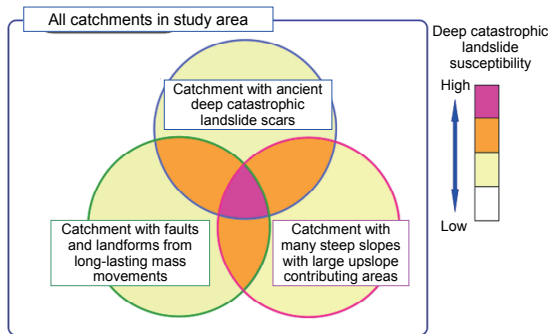 All catchments in study area
Deep catastrophic
landslide
susceptibility
High
Low
Catchment with ancient
deep catastrophic
landslide scars
Catchment with faults
and landforms from
long-lasting mass
movements
Catchment with
many steep slopes
with large upslope
contributing areas